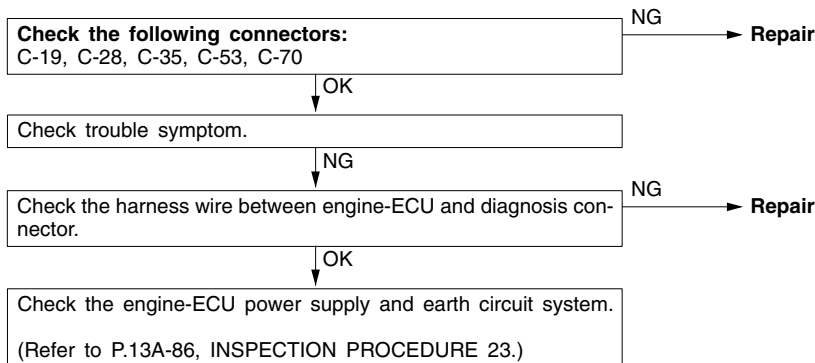 NG
Check the following connectors:
Repair
C-19, C-28, C-35, C-53, C-70
OK
Check trouble symptom.
NG
NG
Check the harness wire between engine-ECU and diagnosis con-
nector.
Repair
OK
Check the engine-ECU power supply and earth circuit system.
(Refer to P.13A-86, INSPECTION PROCEDURE 23.)